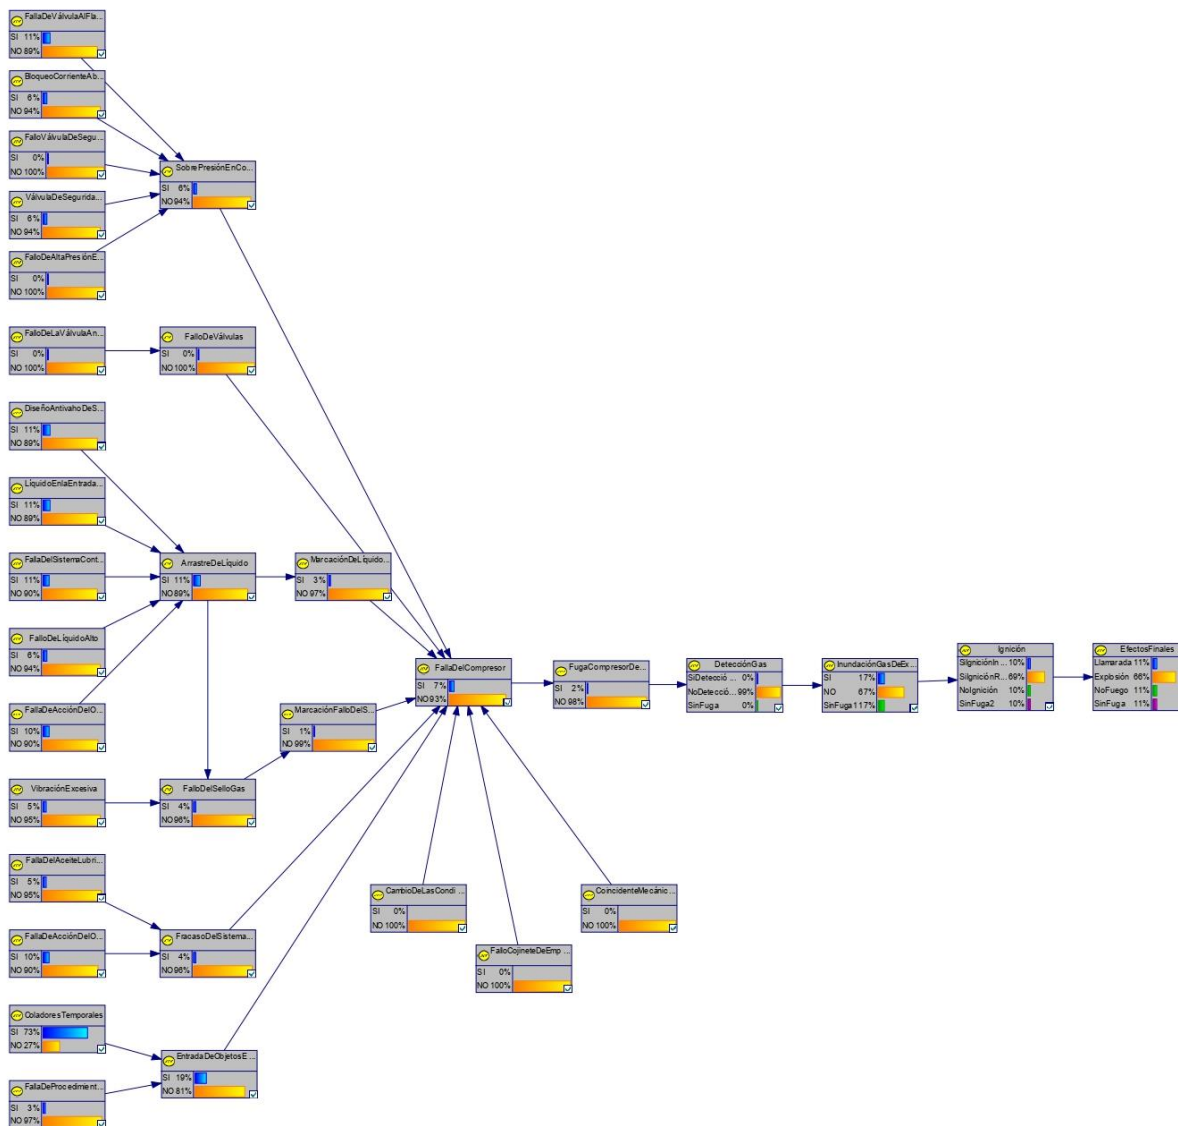 FallaDeVálvulaAlFla...
SI 11%
NO 89%
BloqueoCorrienteAb...
SI 6%
NO 94%
FalloVálvulaDeSegu...
SI 0%
NO 100%
VálvulaDeSegurida...
SI 6%
NO 94%
FalloDeAltaPresiónE...
SI 0%
NO 100%
SobrePresiónEnCo...
SI 6%
NO 94%
FalloDeLaVálvulaAn...
SI 0%
NO 100%
FalloDeVálvulas
SI 0%
NO 100%
DiseñoAntivahoDeS...
SI 11%
NO 89%
LíquidoEnlaEntrada...
SI 11%
NO 89%
FallaDelSistemaCont...
SI 11%
NO 90%
FalloDeLíquidoAlto
SI 6%
NO 94%
FallaDeAcciónDelO...
SI 10%
NO 90%
ArrastreDeLíquido
SI 11%
NO 89%
MarcaciónDeLíquido...
SI 3%
NO 97%
VibraciónExcesiva
SI 5%
NO 95%
FalloDelSelloGas
SI 4%
NO 96%
MarcaciónFalloDelS...
SI 1%
NO 99%
FallaDelCompresor
SI 7%
NO 93%
FugaCompresorDe...
SI 2%
NO 98%
DetecciónGas
SiDetecció ... 0%
NoDetecció... 99%
SinFuga 0%
InundaciónGasDeEx...
SI 17%
NO 67%
SinFuga1 17%
Ignición
SiIgniciónIn ... 10%
SiIgniciónR... 69%
NoIgnición 10%
SinFuga2 10%
EfectosFinales
Llamarada 11%
Explosión 66%
NoFuego 11%
SinFuga 11%
FallaDelAceiteLubri...
SI 5%
NO 95%
FallaDeAcciónDelO...
SI 10%
NO 90%
FracasoDelSistema...
SI 4%
NO 96%
CambioDeLasCondi ...
SI 0%
NO 100%
FalloCojineteDeEmp ...
SI 0%
NO 100%
CoincidenteMecánic...
SI 0%
NO 100%
ColadoresTemporales
SI 73%
NO 27%
FallaDeProcedimient...
SI 3%
NO 97%
EntradaDeObjetosE ...
SI 19%
NO 81%